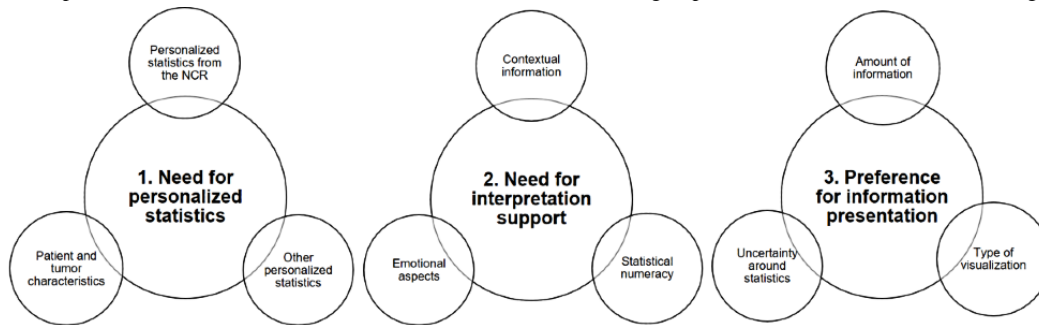 Personalized
statistics from
the NCR
1. Need for
personalized
statistics
Patient and
tumor
characteristics
Other
personalized
statistics
Contextual
information
2. Need for
interpretation
support
Emotional
aspects
Statistical
numeracy
Amount of
information
3. Preference
for information
presentation
Uncertainty
around
statistics
Type of
visualization